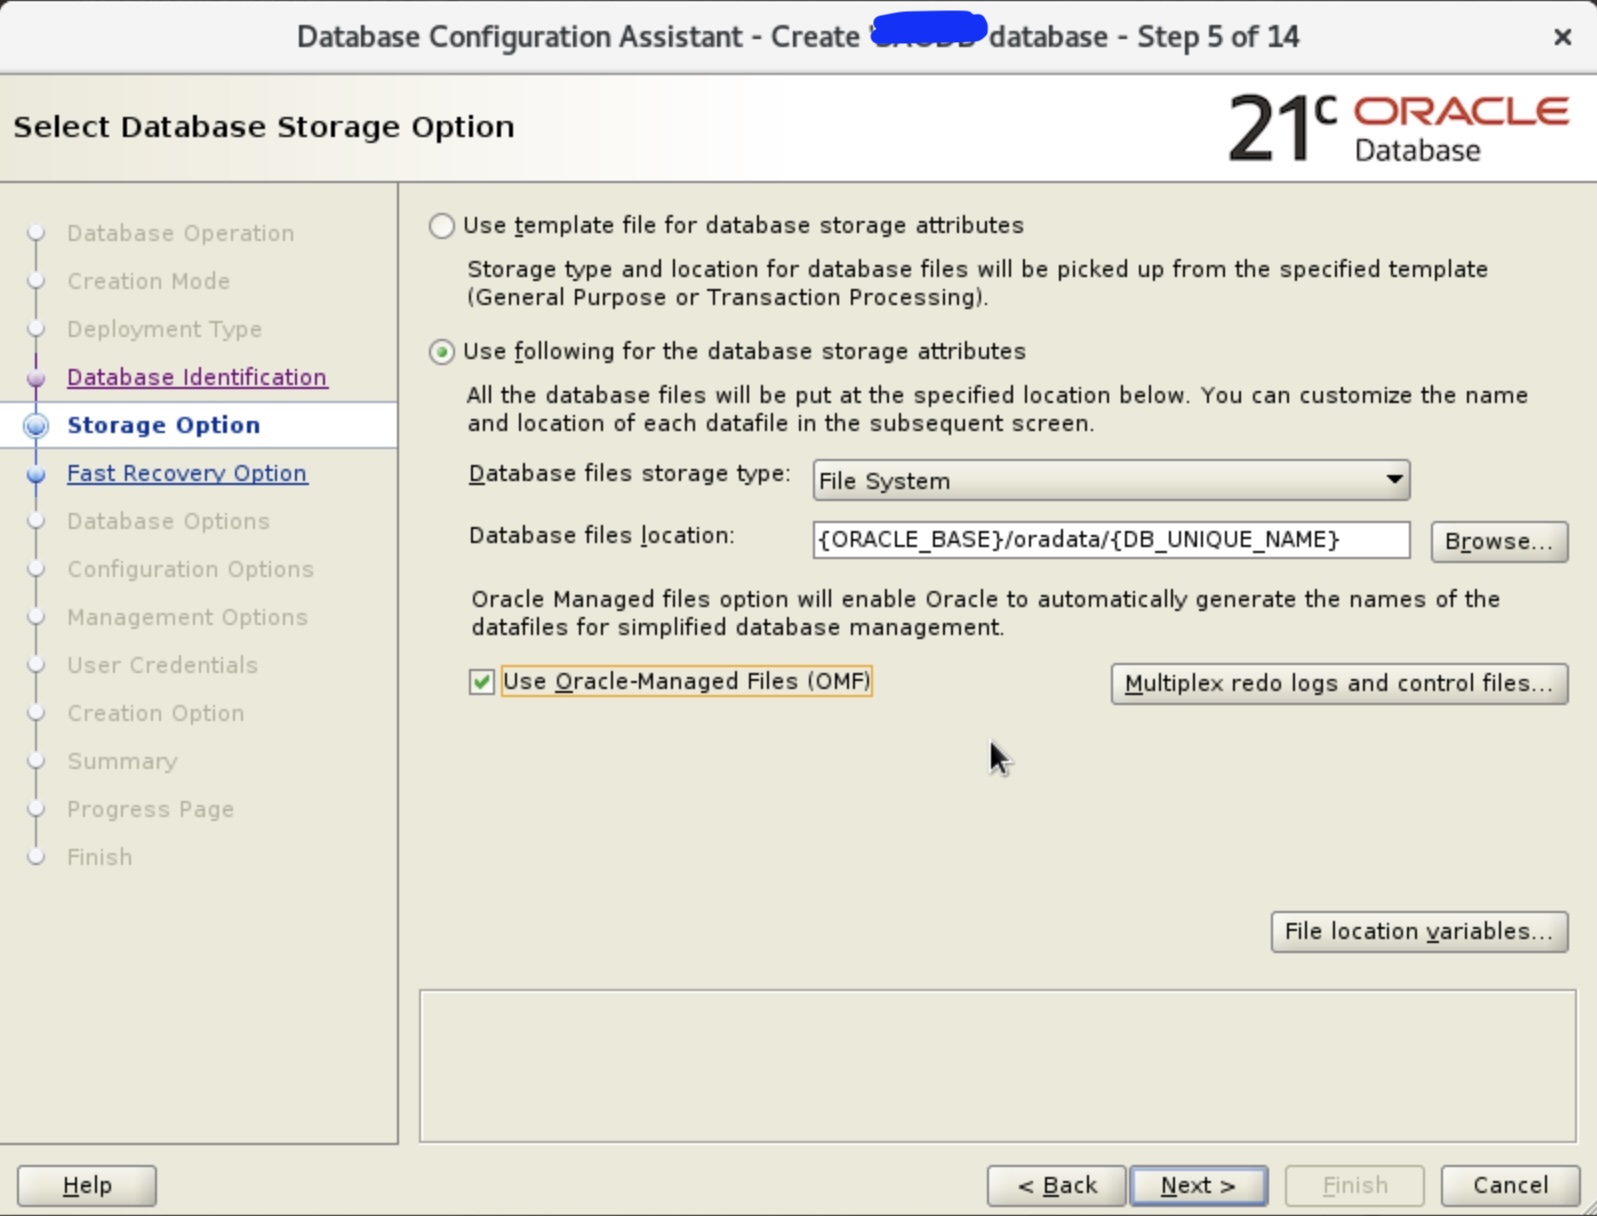 Database Configuration Assistant - Create database - Step 5 of 14
Select Database Storage Option
21c ORACLE
Database
Database Operation
Creation Mode
Deployment Type
Database Identification
Storage Option
Fast Recovery Option
Database Options
Configuration Options
Management Options
User Credentials
Creation Option
Summary
Progress Page
Finish
Use template file for database storage attributes
Storage type and location for database files will be picked up from the specified template
(General Purpose or Transaction Processing).
Use following for the database storage attributes
All the database files will be put at the specified location below. You can customize the name
and location of each datafile in the subsequent screen.
Database files storage type: File System
Database files location: {ORACLE_BASE}/oradata/{DB_UNIQUE_NAME} Browse...
Oracle Managed files option will enable Oracle to automatically generate the names of the
datafiles for simplified database management.
Use Oracle-Managed Files (OMF) Multiplex redo logs and control files...
File location variables...
Help < Back Next > Finish Cancel